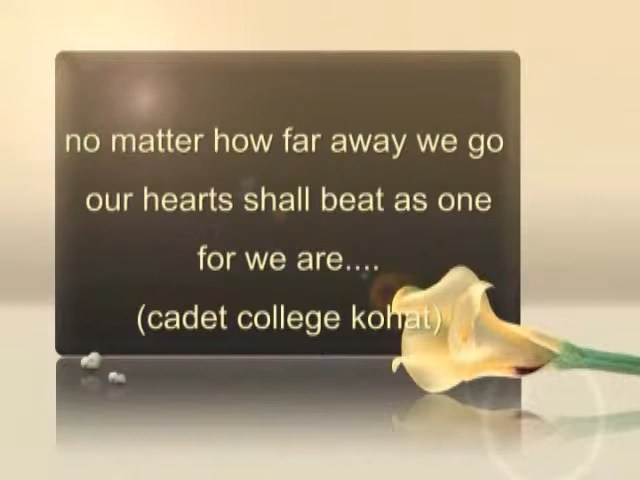 no matter how far away we go
our hearts shall beat as one
for we are....
(cadet college kohat)